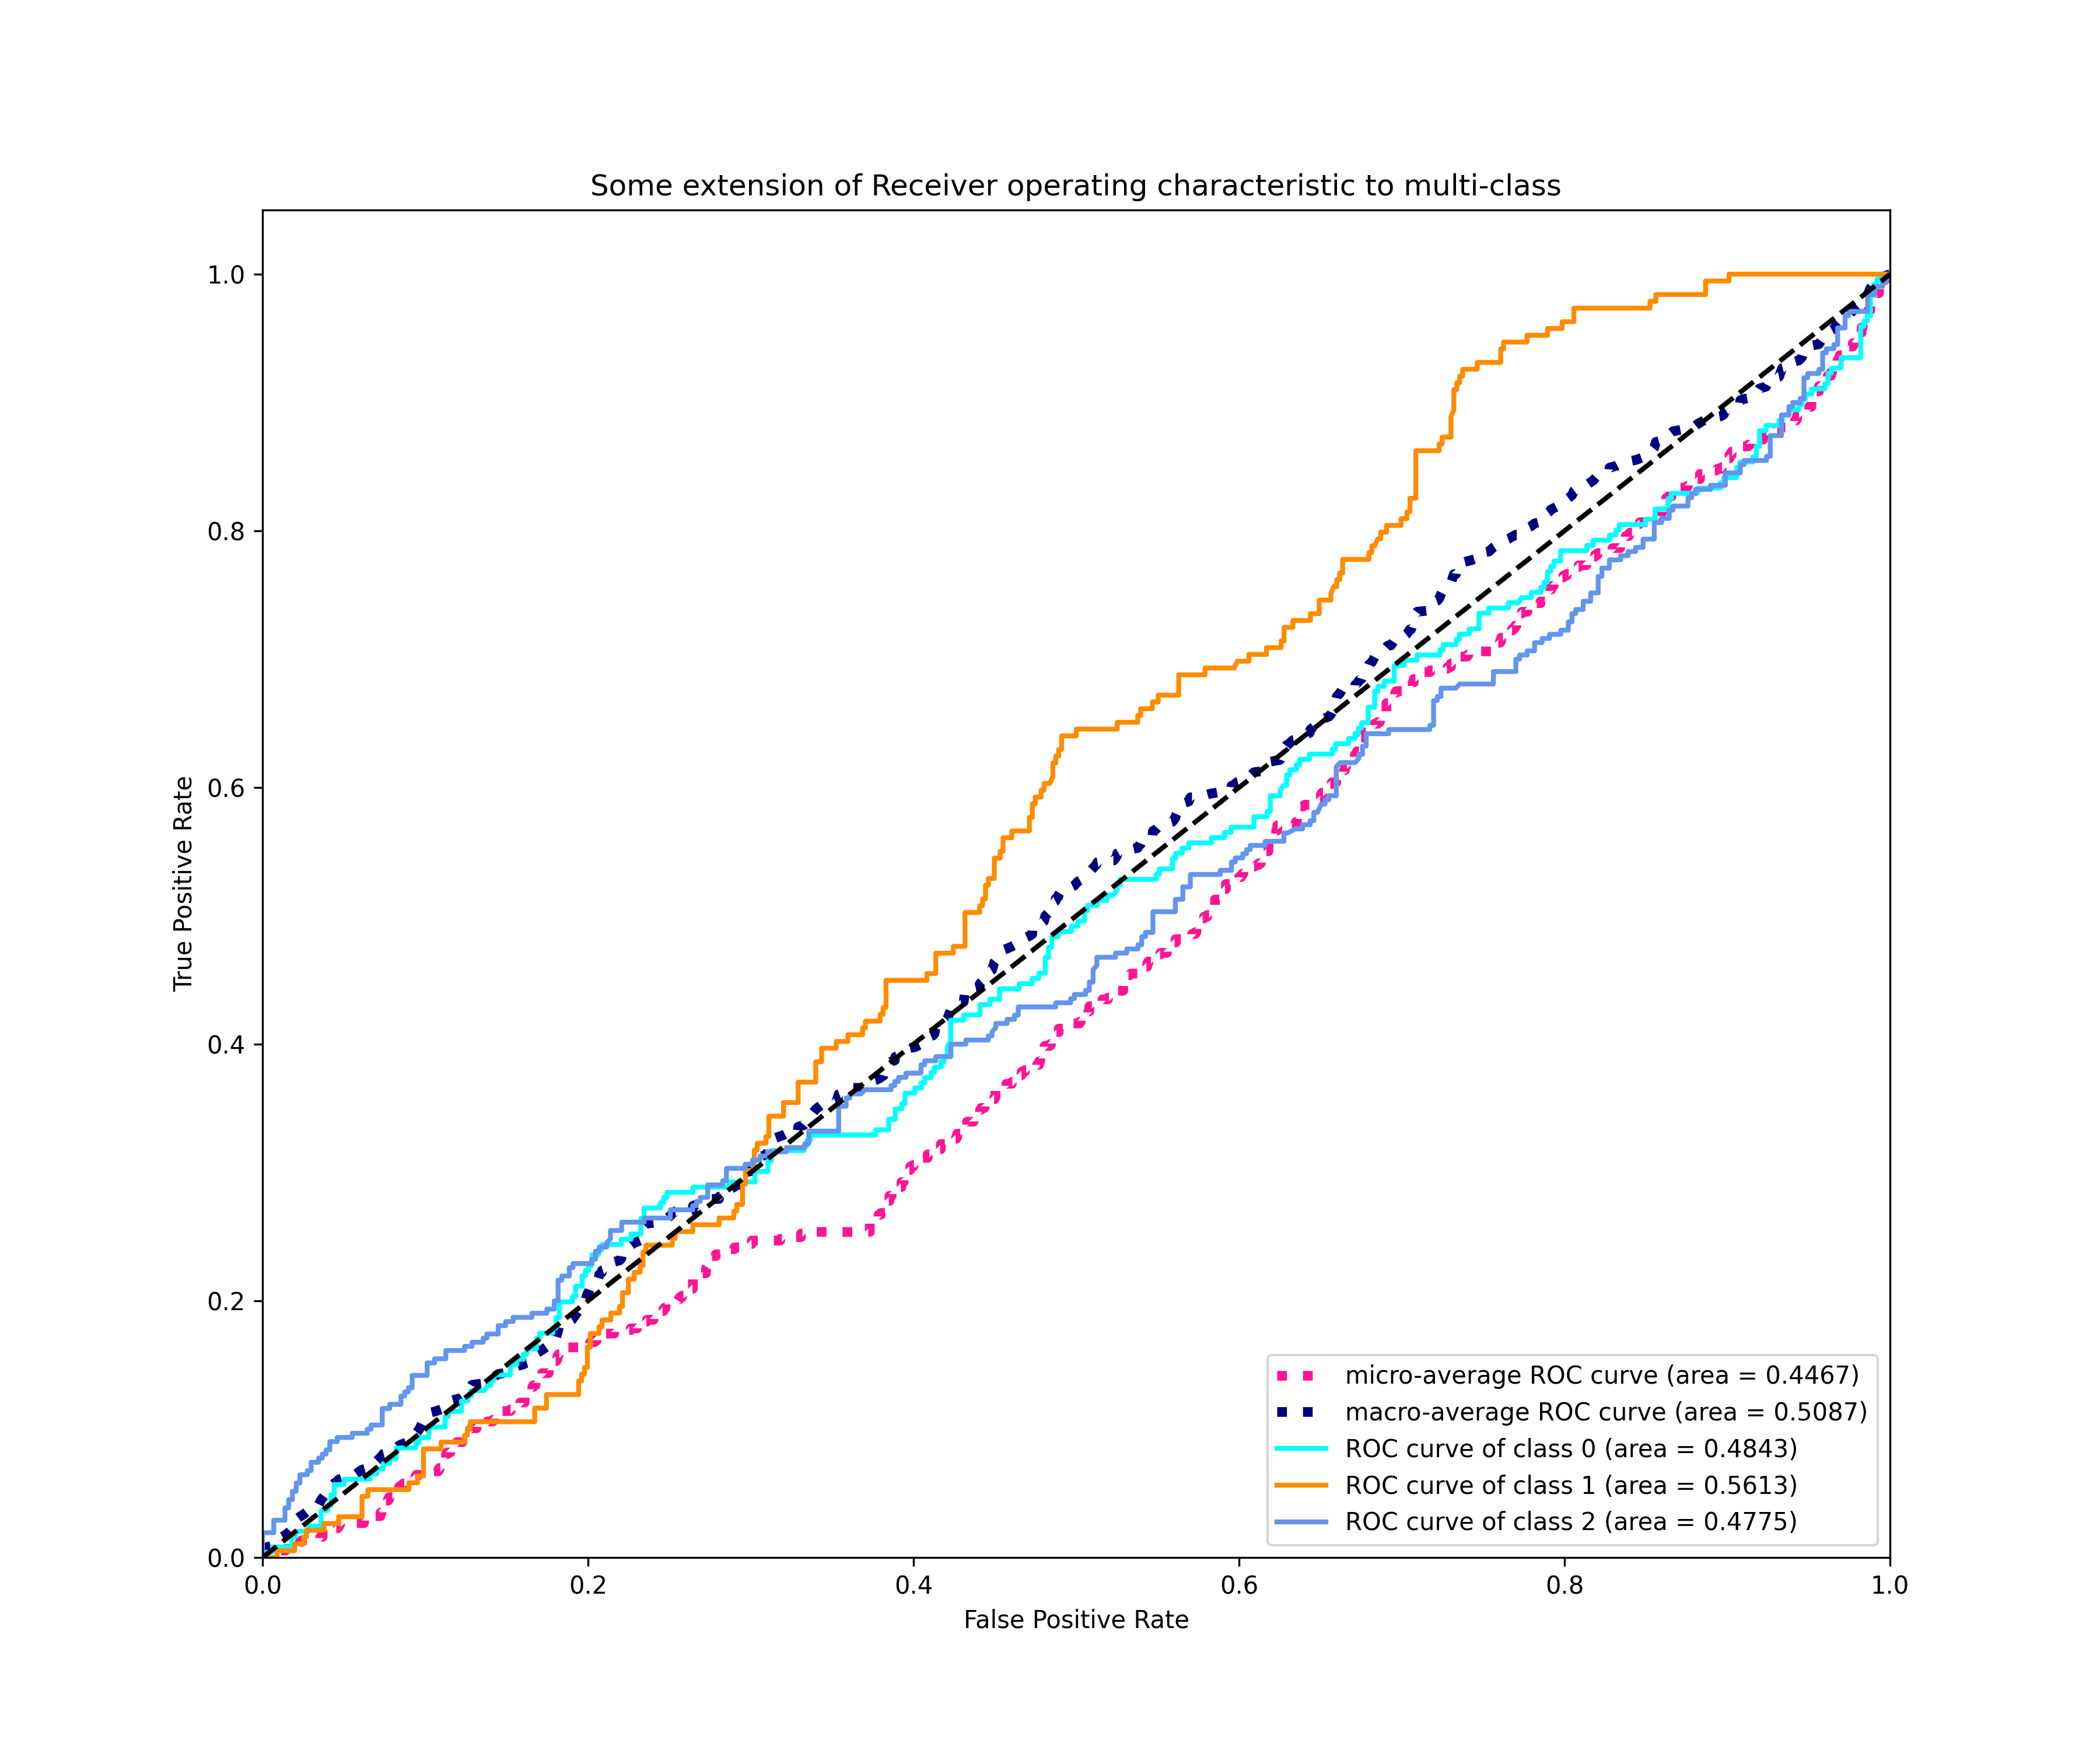 Some extension of Receiver operating characteristic to multi-class
True Positive Rate
1.0
0.8
0.6
0.4
0.2
0.0
0.0 0.2 0.4 0.6 0.8 1.0
False Positive Rate
micro-average ROC curve (area = 0.4467)
macro-average ROC curve (area = 0.5087)
ROC curve of class 0 (area = 0.4843)
ROC curve of class 1 (area = 0.5613)
ROC curve of class 2 (area = 0.4775)